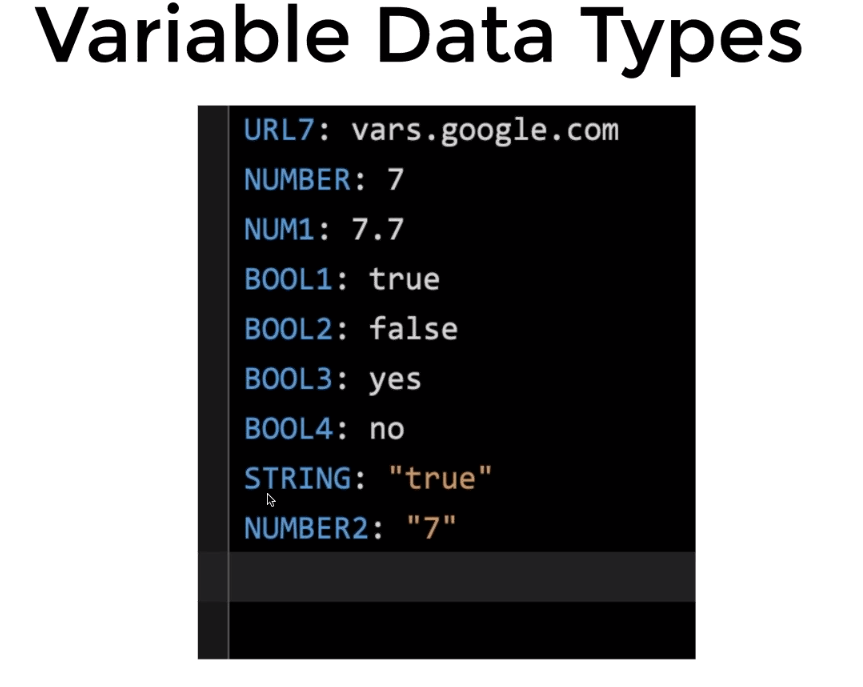 Variable Data Types
URL7: vars.google.com
NUMBER: 7
NUM1: 7.7
BOOL1: true
BOOL2: false
BOOL3: yes
BOOL4: no
STRING: "true"
NUMBER2: "7"